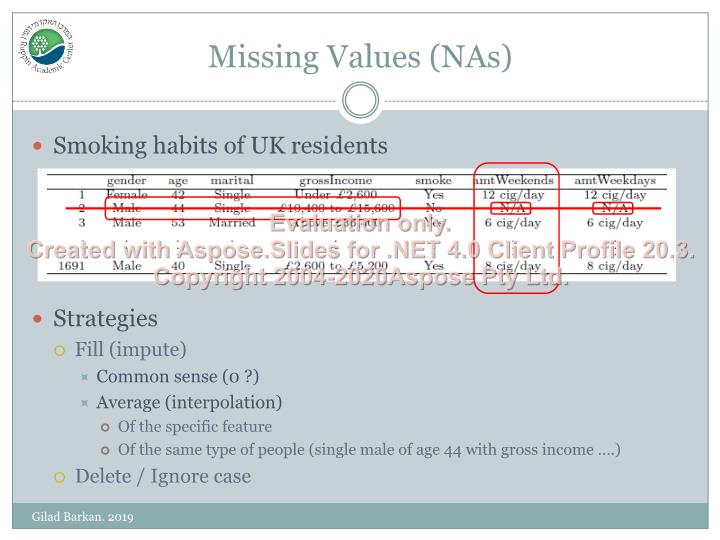 Missing Values (NAs)
Smoking habits of UK residents
gender age marital grossIncome smoke amtWeekends amtWeekdays
1 Female 42 Single Under £2,600 Yes 12 cig/day 12 cig/day
2 Male 44 Single £10,400 to £15,600 No N/A N/A
3 Male 53 Married Yes 6 cig/day 6 cig/day
1691 Male 40 Single £2,600 to £5,200 Yes 8 cig/day 8 cig/day
Evaluation only.
Created with Aspose.Slides for .NET 4.0 Client Profile 20.3.
Copyright 2004-2020Aspose Pty Ltd.
Strategies
Fill (impute)
Common sense (0 ?)
Average (interpolation)
Of the specific feature
Of the same type of people (single male of age 44 with gross income ....)
Delete / Ignore case
Gilad Barkan. 2019